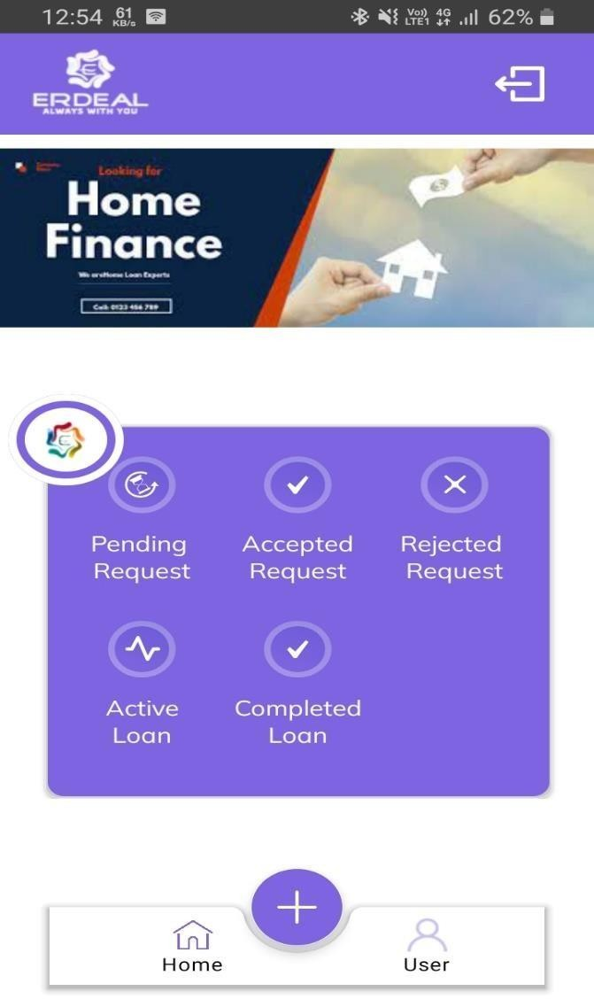 12:54 61 KB/s Vo)) LTE1 4G 62%
ERDEAL
ALWAYS WITH YOU
Looking for
Home
Finance
We areHome Loan Experts
Call: 0123 456 789
Pending Request
Accepted Request
Rejected Request
Active Loan
Completed Loan
Home
User